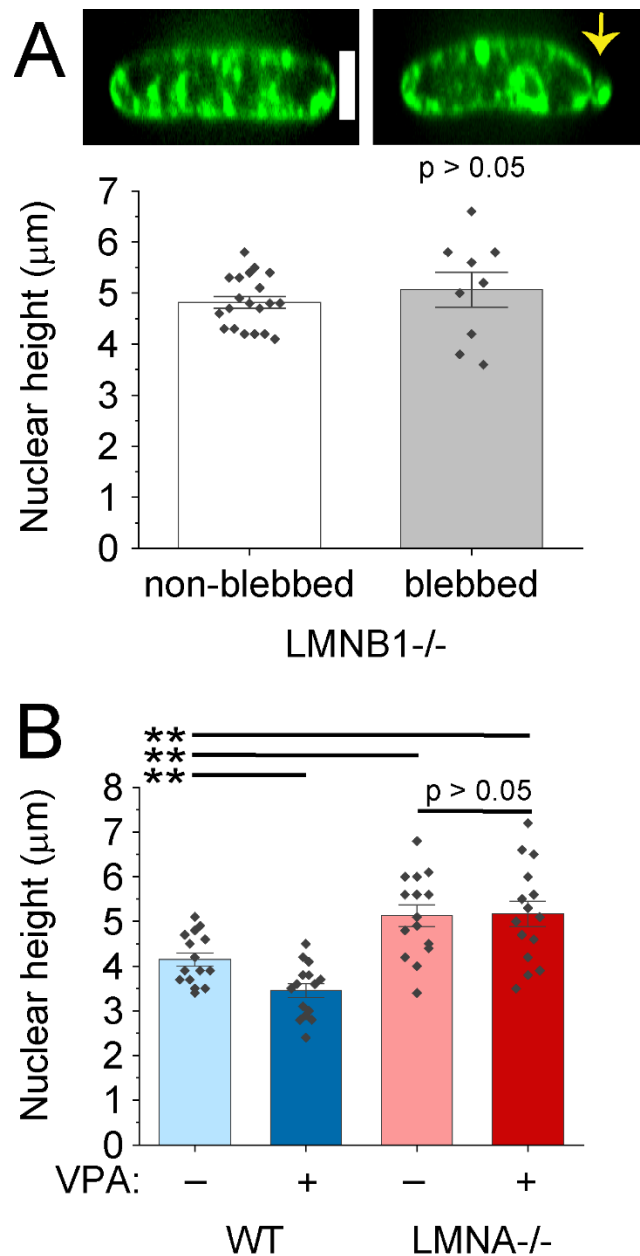 A
p > 0.05
Nuclear height (μm)
7
6
5
4
3
2
1
0
non-blebbed blebbed
LMNB1-/-
B
**
**
**
p > 0.05
Nuclear height (μm)
8
7
6
5
4
3
2
1
0
VPA: – + – +
WT LMNA-/-